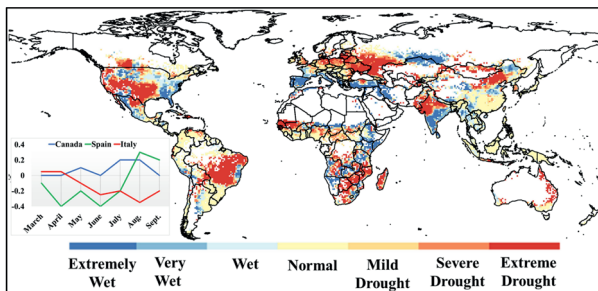 Canada Spain Italy
0.4
0.2
0
-0.2
-0.4
March
April
May
June
July
Aug.
Sept.
Extremely Wet
Very Wet
Wet
Normal
Mild Drought
Severe Drought
Extreme Drought